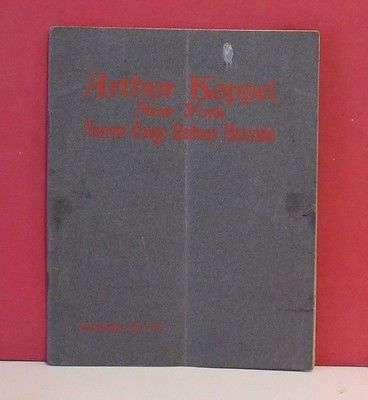 Arthur Koppel
New York
Narrow Gauge Railway Materials